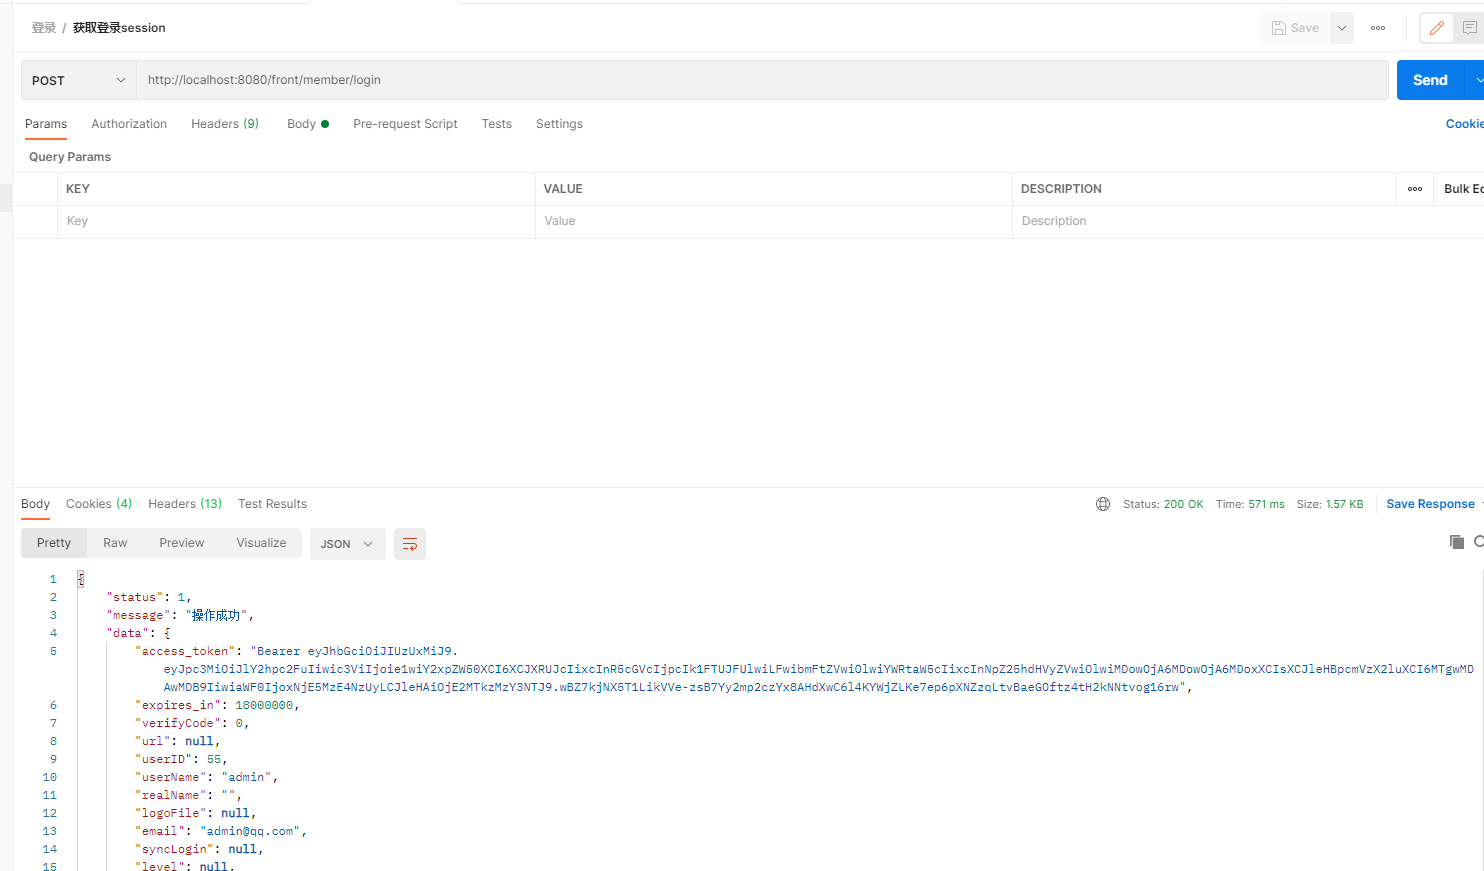 登录 / 获取登录session
Save
POST
http://localhost:8080/front/member/login
Send
Params Authorization Headers (9) Body Pre-request Script Tests Settings
Cookie
Query Params
KEY VALUE DESCRIPTION Bulk Ed
Key Value Description
Body Cookies (4) Headers (13) Test Results
Status: 200 OK Time: 571 ms Size: 1.57 KB Save Response
Pretty Raw Preview Visualize JSON
1 {
2 "status": 1,
3 "message": "操作成功",
4 "data": {
5 "access_token": "Bearer eyJhbGciOiJIUzUxMiJ9.
eyJpc3MiOiJlY2hpc2FuIiwic3ViIjoie1wiY2xpZW50XCI6XCJXRUJcIixcInR5cGVcIjpcIk1FTUJFUlwiLFwibmFtZVwiOlwiYWRtaW5cIixcInNpZ25hdHVyZVwiOlwiMDowOjA6MDowOjA6MDoxXCIsXCJleHBpcmVzX2luXCI6MTgwMD
AwMDB9IiwiaWF0IjoxNjE5MzE4NzUyLCJleHAiOjE2MTkzMzY3NTJ9.wBZ7kjNX5T1LikVVe-zsB7Yy2mp2czYx8AHdXwC6l4KYWjZLKe7ep6pXNZzqLtvBaeGOftz4tH2kNNtvog16rw",
6 "expires_in": 18000000,
7 "verifyCode": 0,
8 "url": null,
9 "userID": 55,
10 "userName": "admin",
11 "realName": "",
12 "logoFile": null,
13 "email": "admin@qq.com",
14 "syncLogin": null,
15 "level": null,